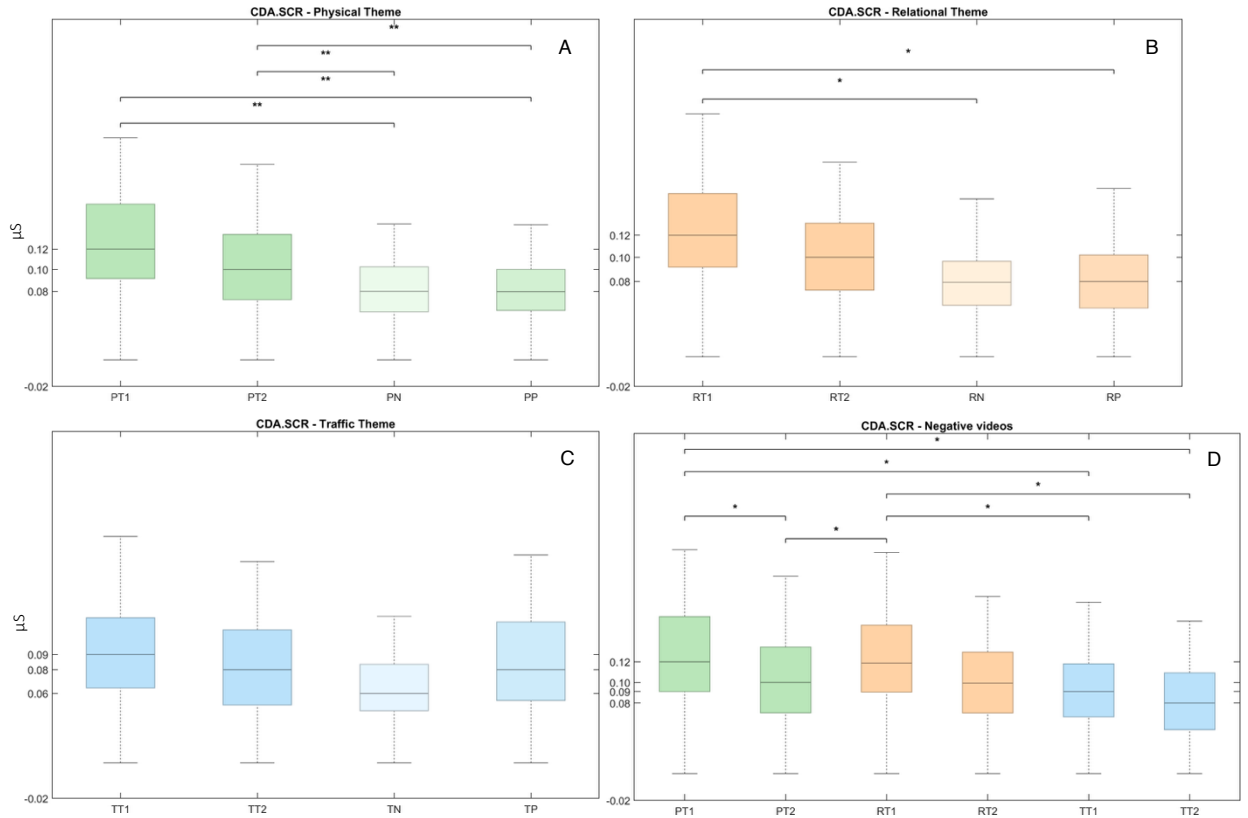 CDA.SCR - Physical Theme
A
**
**
**
**
μS
0.12
0.10
0.08
-0.02
PT1 PT2 PN PP
CDA.SCR - Relational Theme
B
*
*
0.12
0.10
0.08
-0.02
RT1 RT2 RN RP
CDA.SCR - Traffic Theme
C
μS
0.09
0.08
0.06
-0.02
TT1 TT2 TN TP
CDA.SCR - Negative videos
D
*
*
*
* *
*
0.12
0.10
0.09
0.08
-0.02
PT1 PT2 RT1 RT2 TT1 TT2